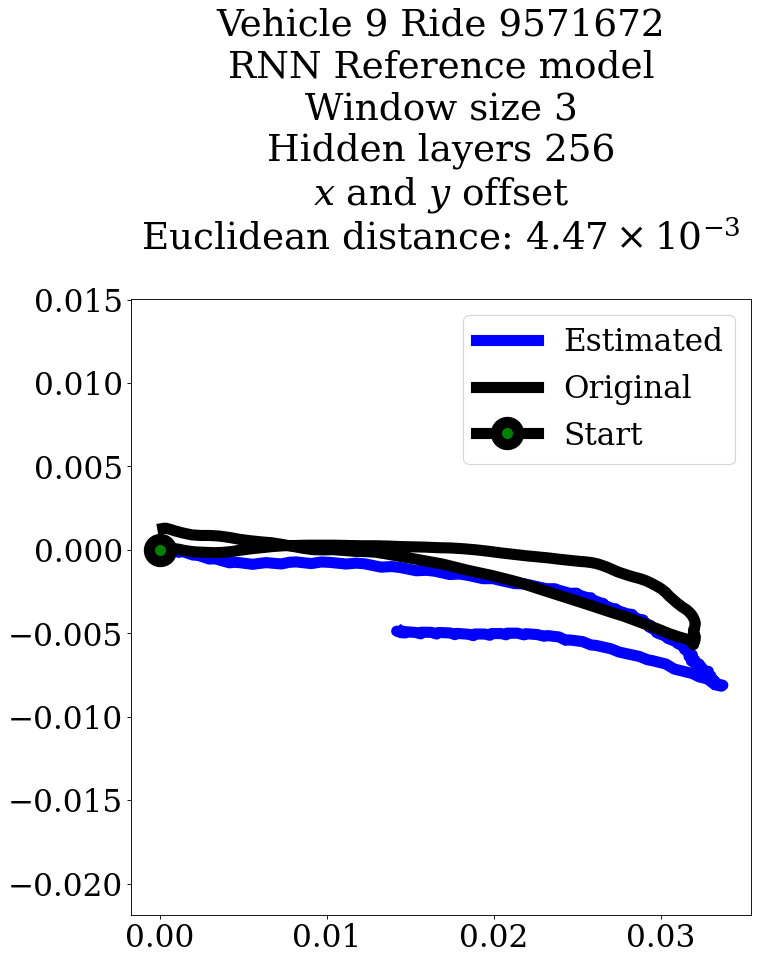 Vehicle 9 Ride 9571672
RNN Reference model
Window size 3
Hidden layers 256
x and y offset
Euclidean distance: 4.47 × 10⁻³
0.015
0.010
0.005
0.000
−0.005
−0.010
−0.015
−0.020
Estimated
Original
Start
0.00 0.01 0.02 0.03